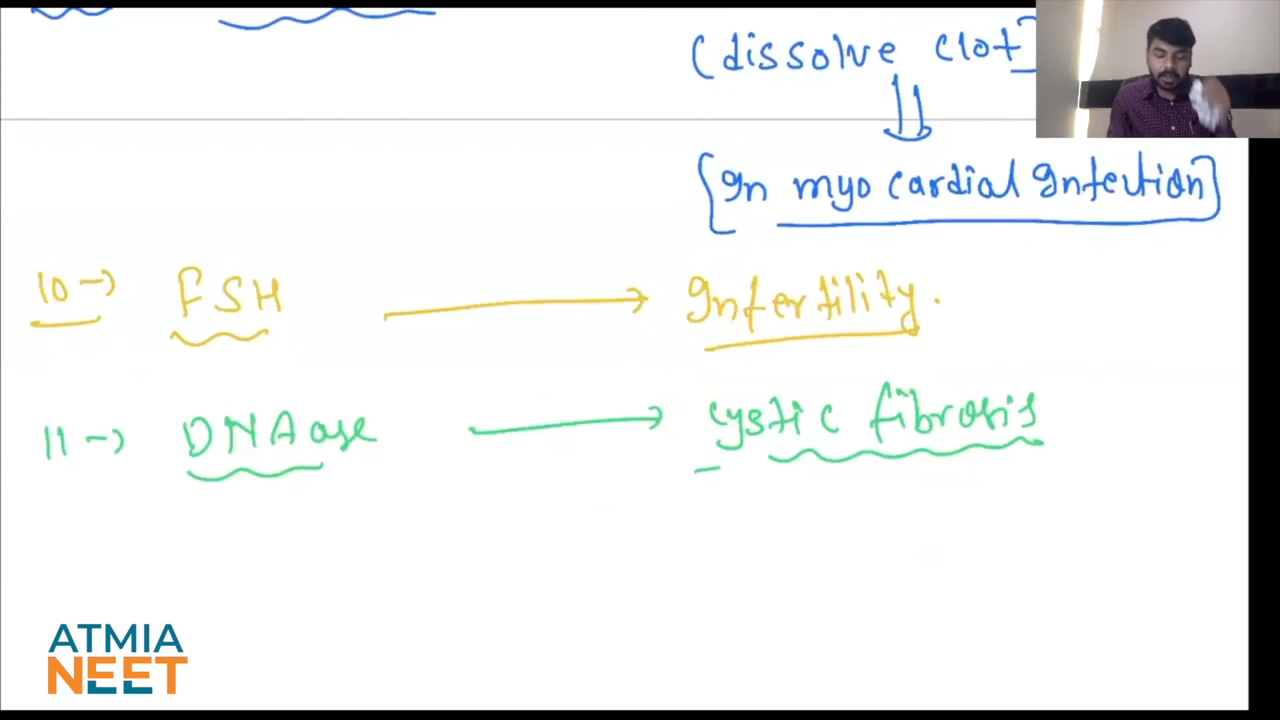 (dissolve clot]
[In myo cardial Infection]
10→ FSH → Infertility.
11→ DNAase → cystic fibrosis
ATMIA
NEET